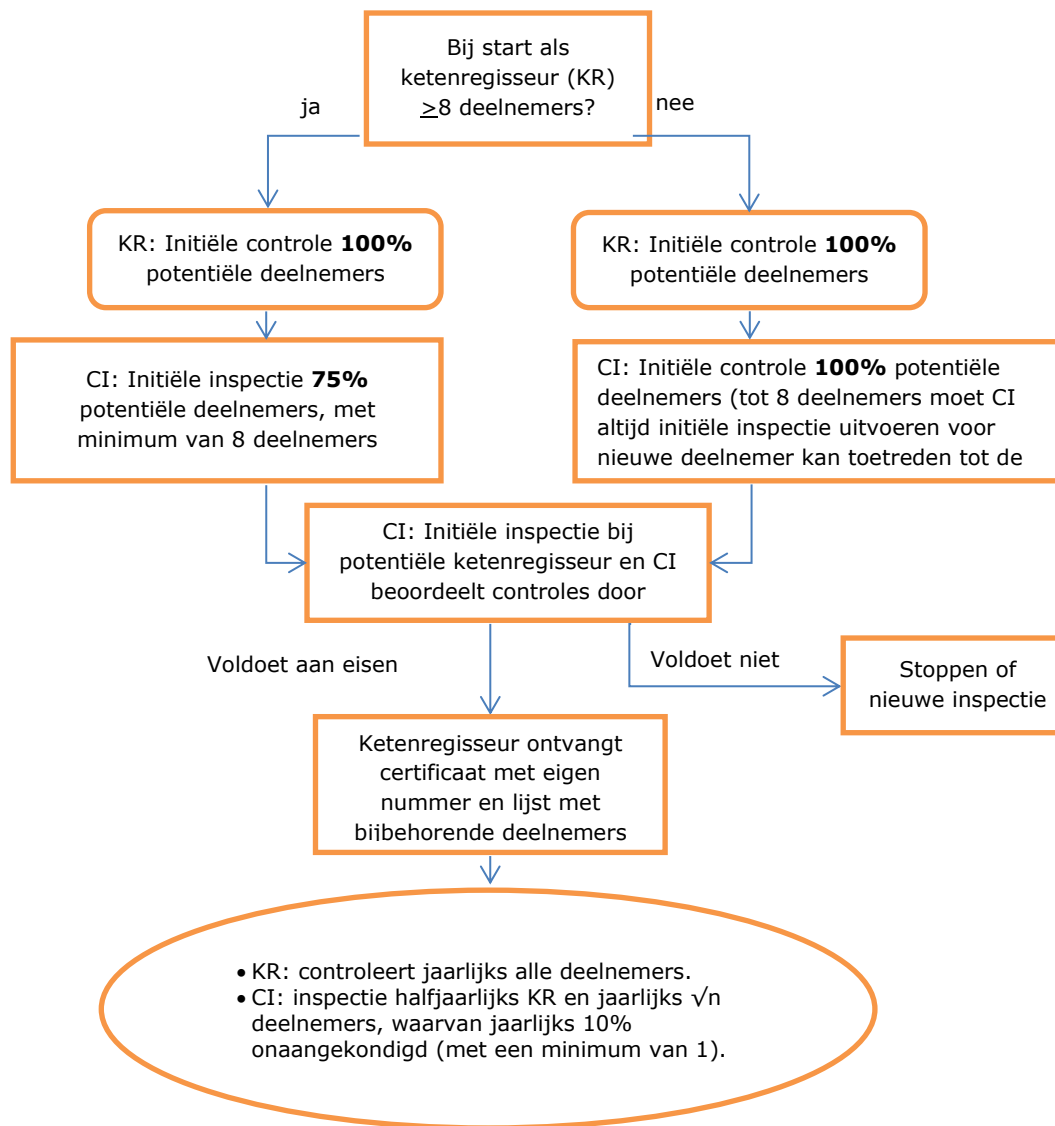 Bij start als
ketenregisseur (KR)
≥8 deelnemers?
ja
nee
KR: Initiële controle 100%
potentiële deelnemers
KR: Initiële controle 100%
potentiële deelnemers
CI: Initiële inspectie 75%
potentiële deelnemers, met
minimum van 8 deelnemers
CI: Initiële controle 100% potentiële
deelnemers (tot 8 deelnemers moet CI
altijd initiële inspectie uitvoeren voor
nieuwe deelnemer kan toetreden tot de
CI: Initiële inspectie bij
potentiële ketenregisseur en CI
beoordeelt controles door
Voldoet aan eisen
Voldoet niet
Stoppen of
nieuwe inspectie
Ketenregisseur ontvangt
certificaat met eigen
nummer en lijst met
bijbehorende deelnemers
• KR: controleert jaarlijks alle deelnemers.
• CI: inspectie halfjaarlijks KR en jaarlijks √n
deelnemers, waarvan jaarlijks 10%
onaangekondigd (met een minimum van 1).